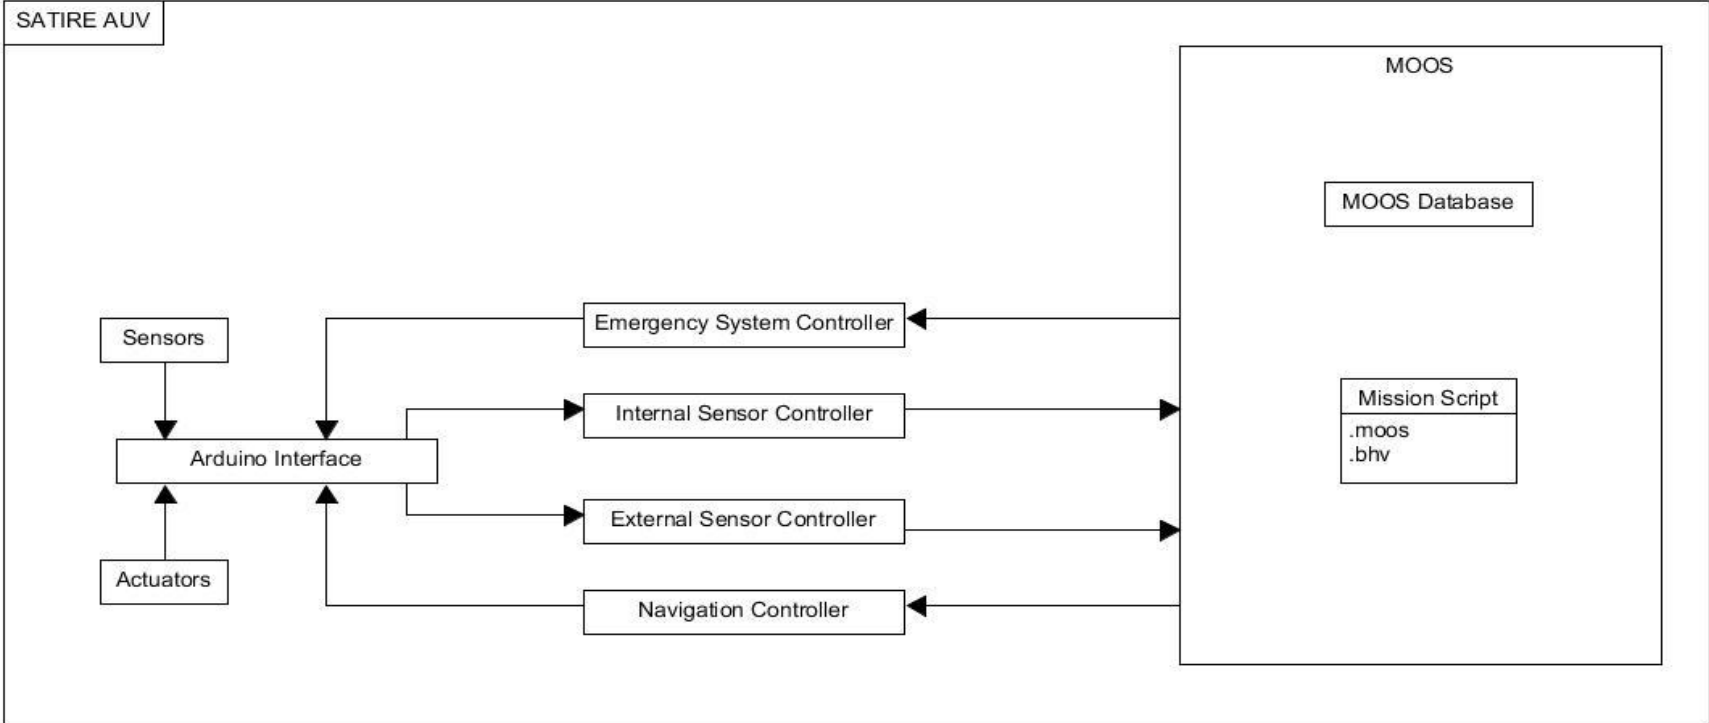 SATIRE AUV
MOOS
MOOS Database
Emergency System Controller
Sensors
Internal Sensor Controller
Mission Script
.moos
.bhv
Arduino Interface
External Sensor Controller
Actuators
Navigation Controller